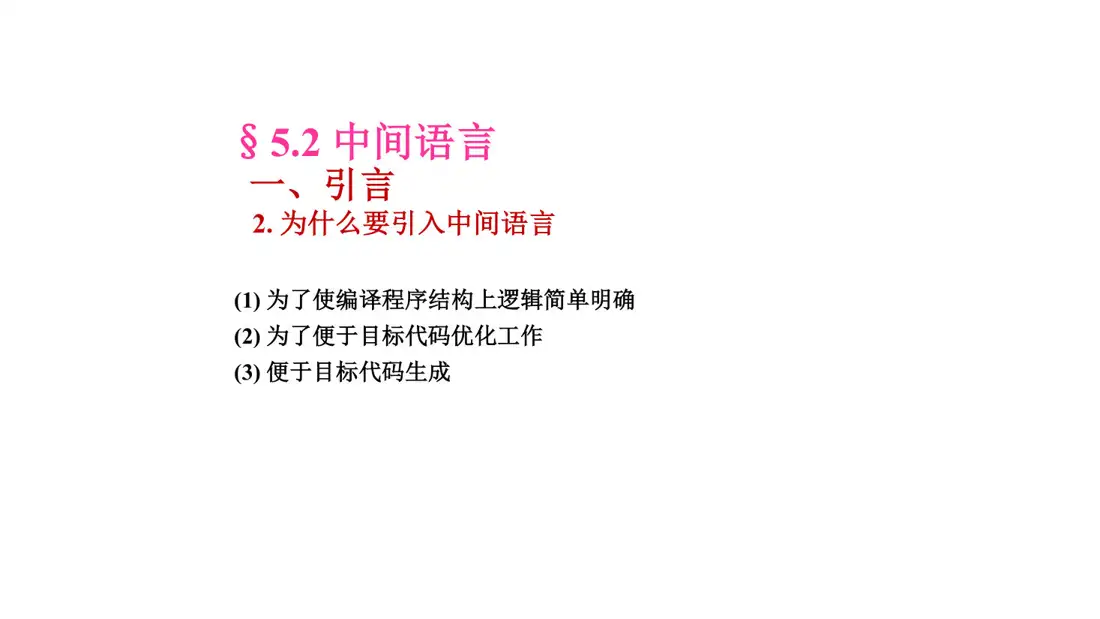 § 5.2 中间语言
一、引言
2. 为什么要引入中间语言
(1) 为了使编译程序结构上逻辑简单明确
(2) 为了便于目标代码优化工作
(3) 便于目标代码生成